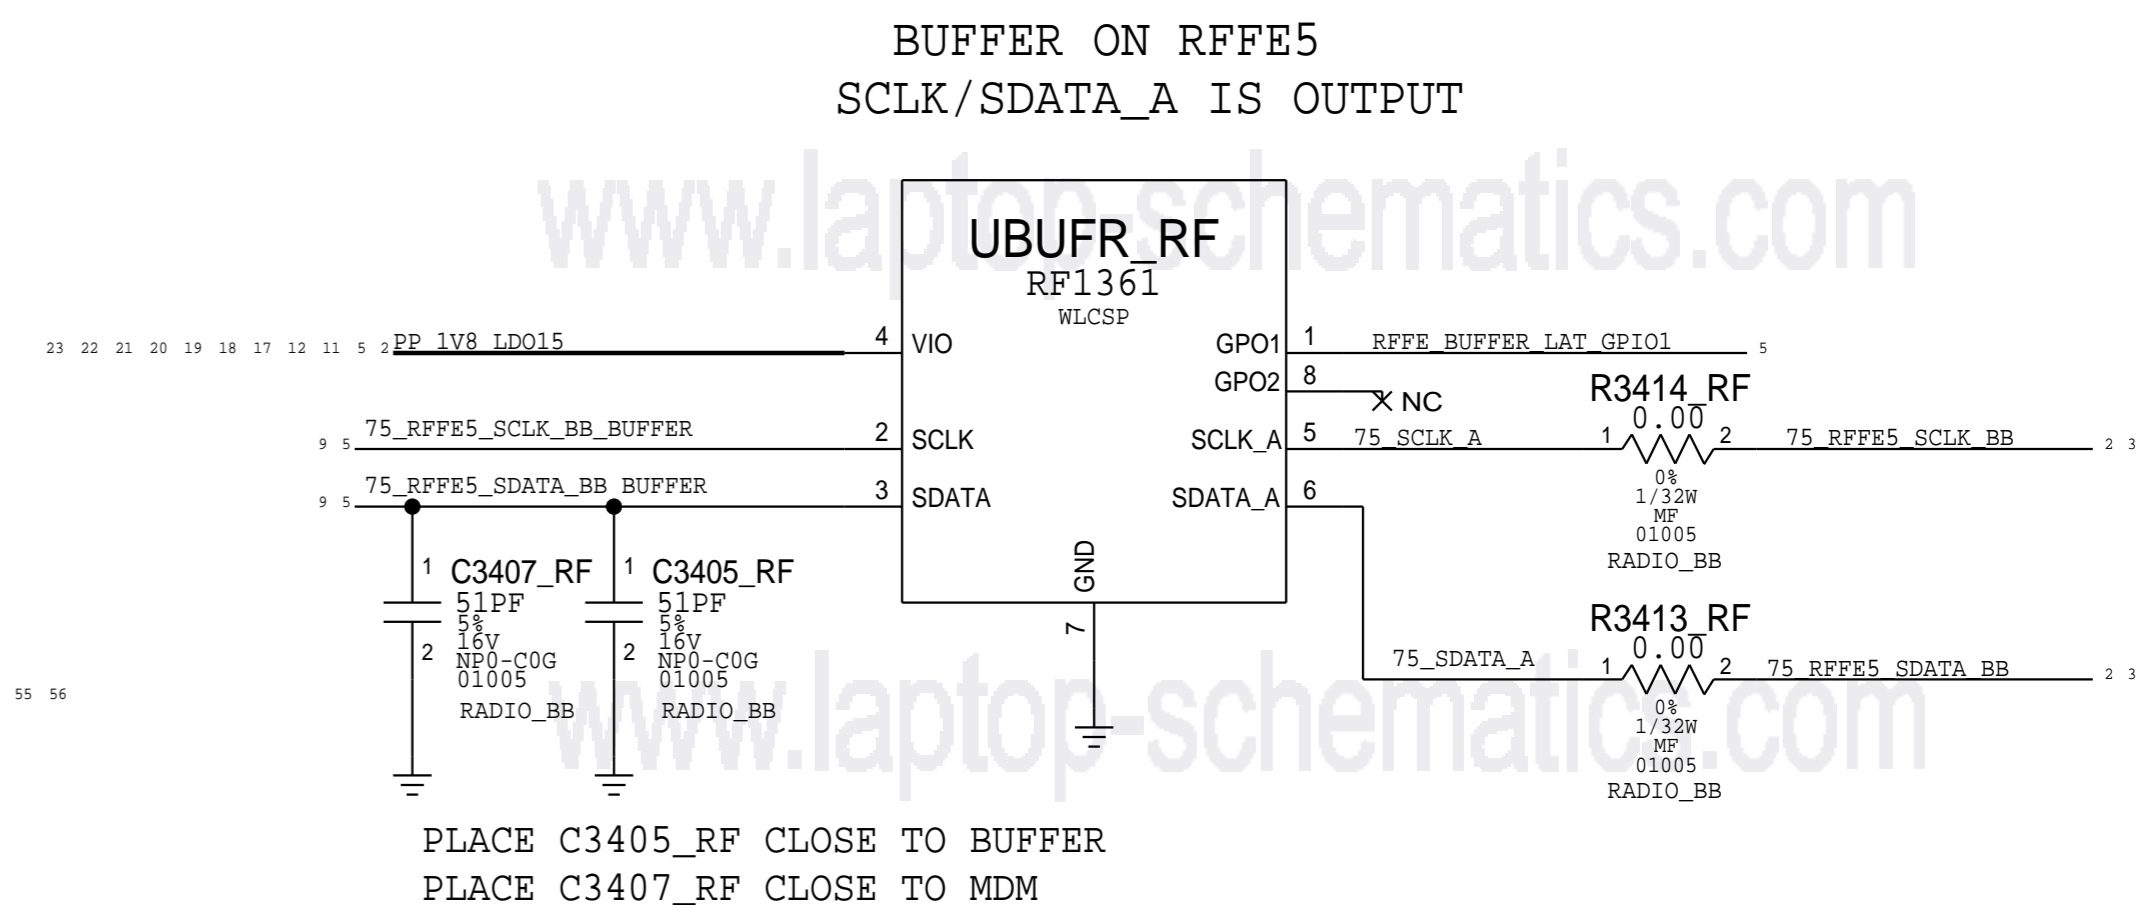 BUFFER ON RFFE5
SCLK/SDATA_A IS OUTPUT
www.laptop-schematics.com
UBUFR_RF
RF1361
WLCSP
23 22 21 20 19 18 17 12 11 5 2 PP_1V8_LDO15
4 VIO
GPO1 1
RFFE_BUFFER_LAT_GPIO1 5
GPO2 8
NC
9 5 75_RFFE5_SCLK_BB_BUFFER
2 SCLK
SCLK_A 5
75_SCLK_A
R3414_RF
0.00
1 2
75_RFFE5_SCLK_BB 2 3
0%
1/32W
MF
01005
RADIO_BB
9 5 75_RFFE5_SDATA_BB_BUFFER
3 SDATA
SDATA_A 6
GND
7
1 C3407_RF
51PF
5%
16V
2 NP0-C0G
01005
RADIO_BB
1 C3405_RF
51PF
5%
16V
2 NP0-C0G
01005
RADIO_BB
75_SDATA_A
R3413_RF
0.00
1 2
75_RFFE5_SDATA_BB 2 3
0%
1/32W
MF
01005
RADIO_BB
55 56
www.laptop-schematics.com
PLACE C3405_RF CLOSE TO BUFFER
PLACE C3407_RF CLOSE TO MDM